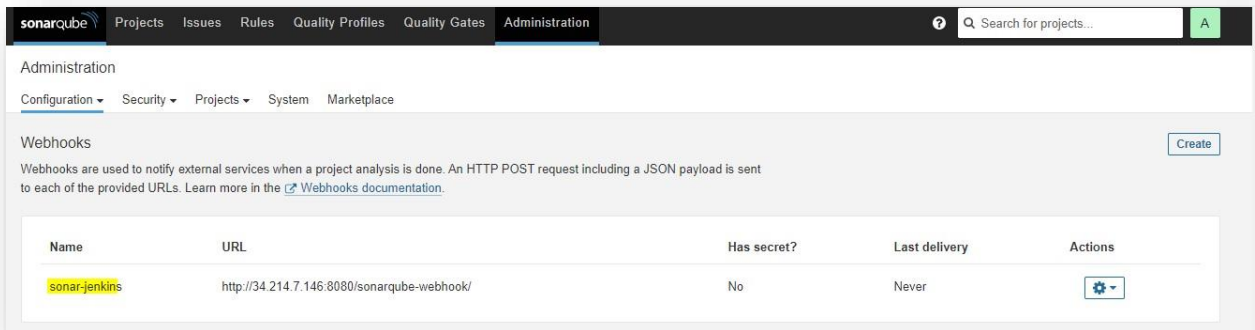 sonarqube Projects Issues Rules Quality Profiles Quality Gates Administration ? Search for projects... A
Administration
Configuration Security Projects System Marketplace
Webhooks Create
Webhooks are used to notify external services when a project analysis is done. An HTTP POST request including a JSON payload is sent
to each of the provided URLs. Learn more in the Webhooks documentation.
Name URL Has secret? Last delivery Actions
sonar-jenkins http://34.214.7.146:8080/sonarqube-webhook/ No Never